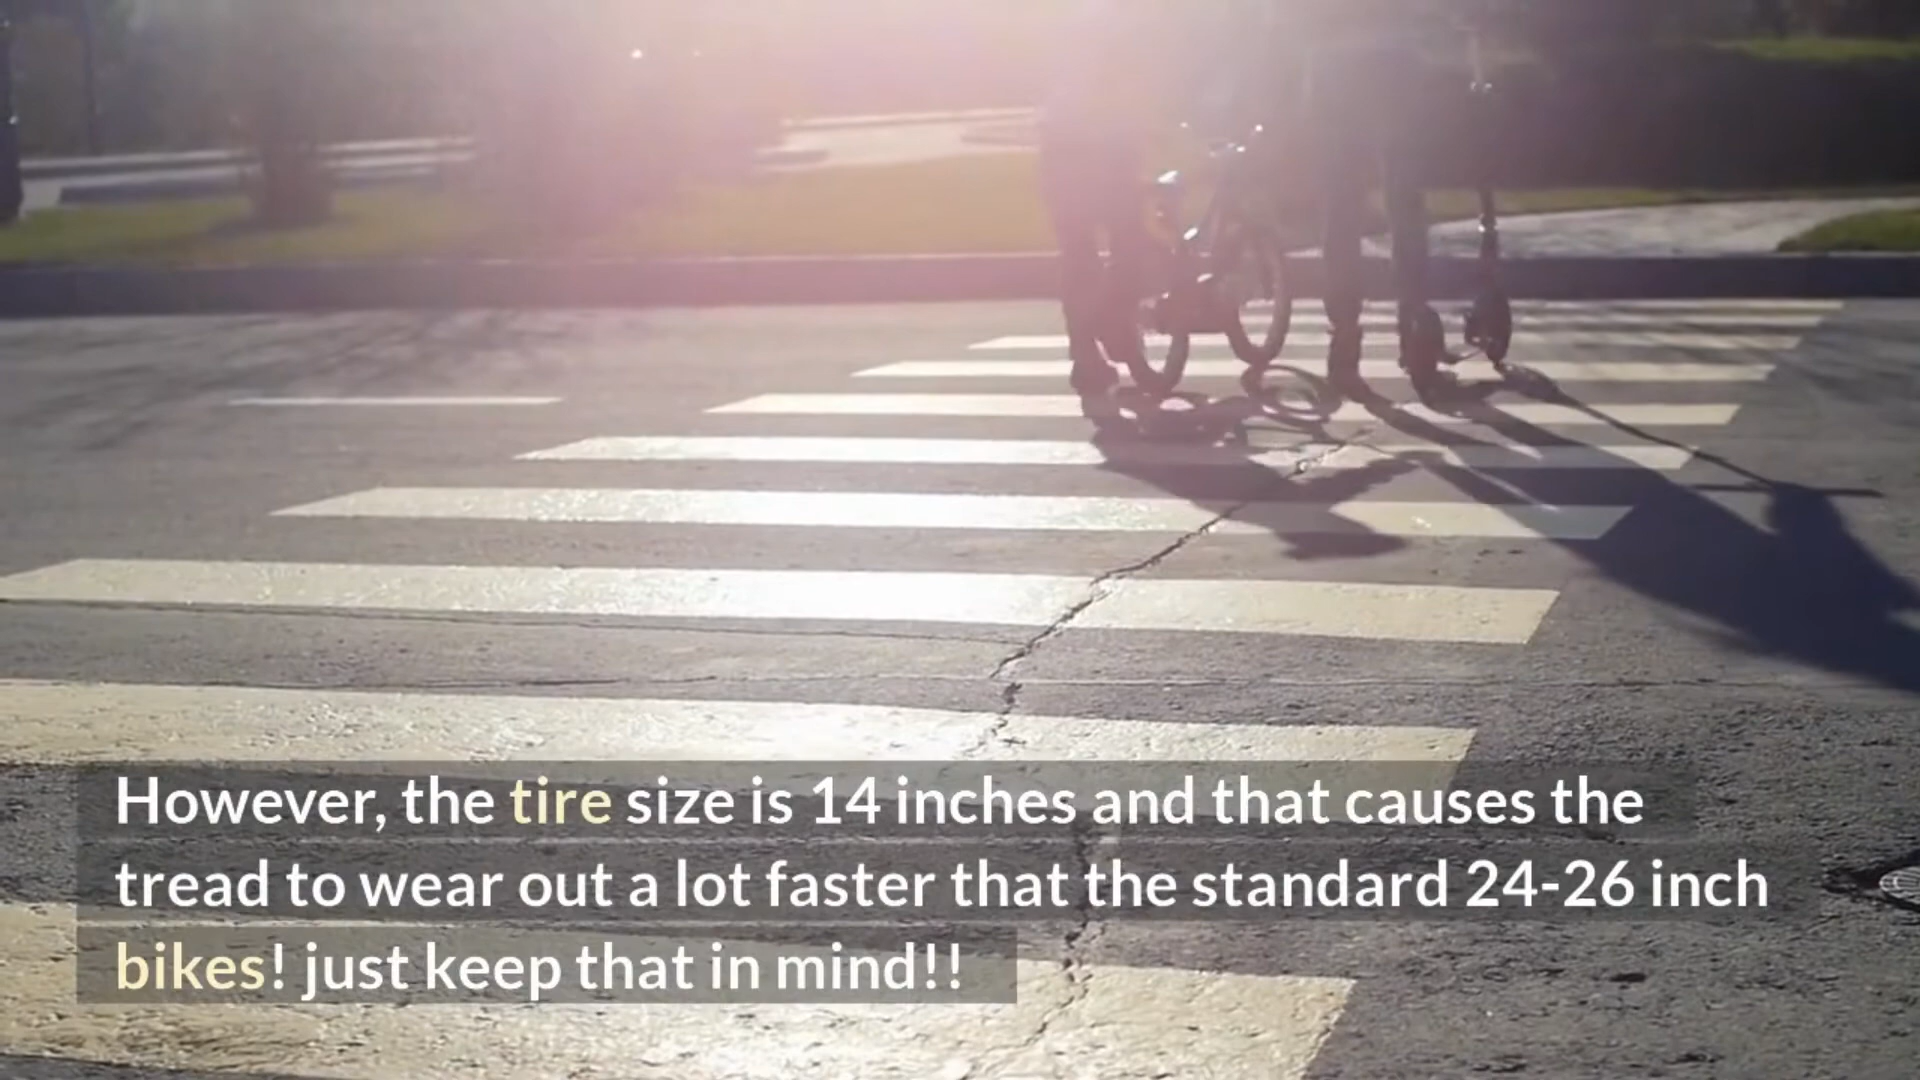 However, the tire size is 14 inches and that causes the
tread to wear out a lot faster that the standard 24-26 inch
bikes! just keep that in mind!!